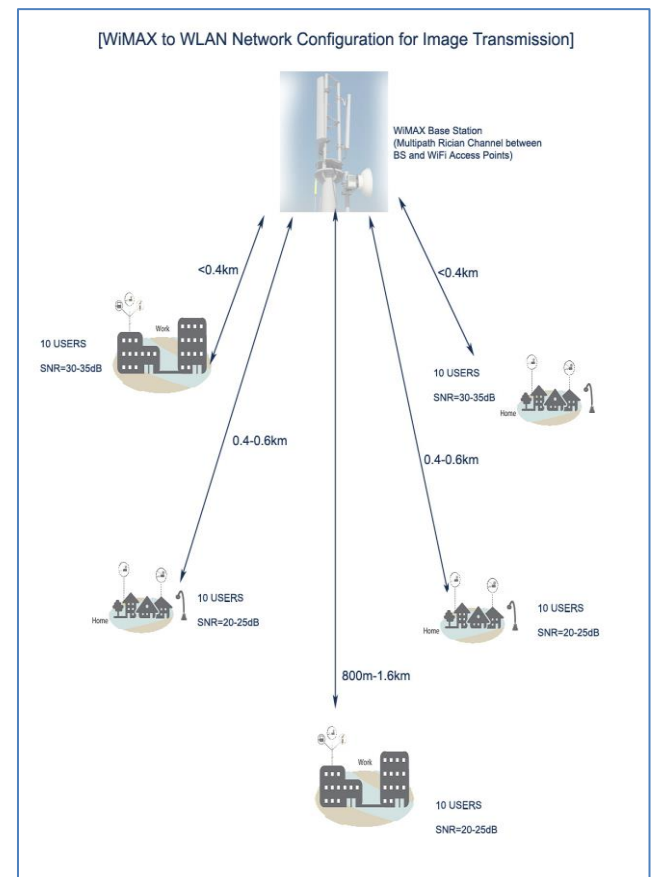 [WiMAX to WLAN Network Configuration for Image Transmission]
WiMAX Base Station
(Multipath Rician Channel between
BS and WiFi Access Points)
<0.4km
<0.4km
Work
10 USERS
SNR=30-35dB
10 USERS
SNR=30-35dB
Home
0.4-0.6km
0.4-0.6km
10 USERS
SNR=20-25dB
Home
10 USERS
SNR=20-25dB
Home
800m-1.6km
Work
10 USERS
SNR=20-25dB